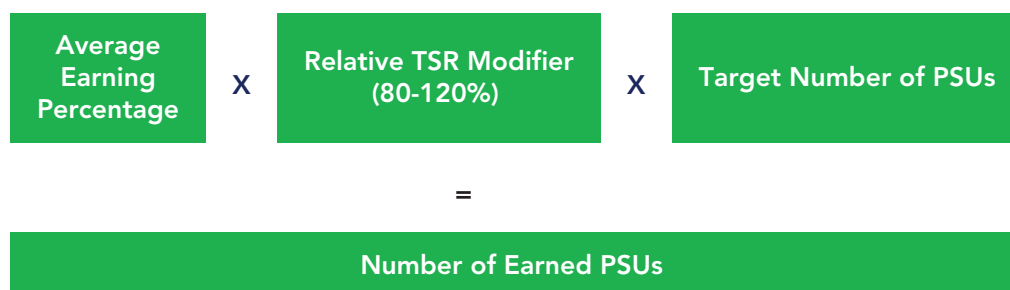 Average
Earning
Percentage
X
Relative TSR Modifier
(80-120%)
X
Target Number of PSUs
=
Number of Earned PSUs